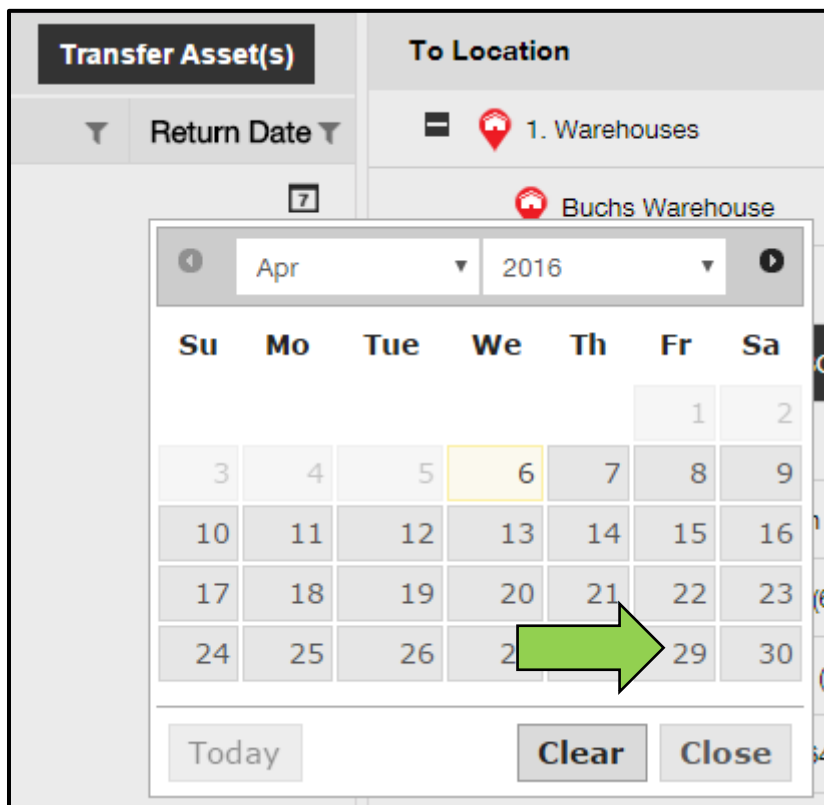 Transfer Asset(s) To Location
Return Date 1. Warehouses
7 Buchs Warehouse
Apr 2016
Su Mo Tue We Th Fr Sa
1 2
3 4 5 6 7 8 9
10 11 12 13 14 15 16
17 18 19 20 21 22 23
24 25 26 29 30
Today Clear Close